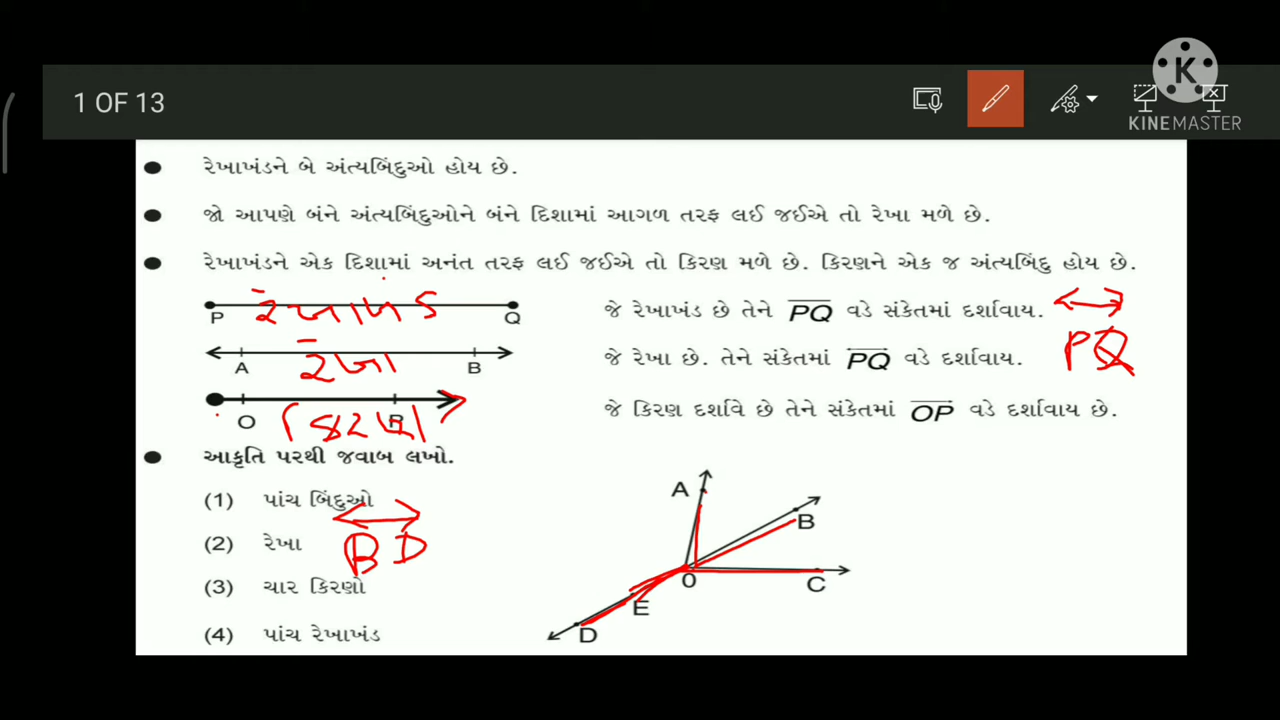 1 OF 13
KINEMASTER
રેખાખંડને બે અંત્યબિંદુઓ હોય છે.
જો આપણે બંને અંત્યબિંદુઓને બંને દિશામાં આગળ તરફ લઈ જઈએ તો રેખા મળે છે.
રેખાખંડને એક દિશામાં અનંત તરફ લઈ જઈએ તો કિરણ મળે છે. કિરણને એક જ અંત્યબિંદુ હોય છે.
P રેખાખંડ Q
જે રેખાખંડ છે તેને PQ વડે સંકેતમાં દર્શાવાય.
A રેખા B
જે રેખા છે. તેને સંકેતમાં PQ વડે દર્શાવાય.
PQ
O કિરણ P
જે કિરણ દર્શાવે છે તેને સંકેતમાં OP વડે દર્શાવાય છે.
આકૃતિ પરથી જવાબ લખો.
(1) પાંચ બિંદુઓ
(2) રેખા BD
(3) ચાર કિરણો
(4) પાંચ રેખાખંડ
A
B
C
O
E
D